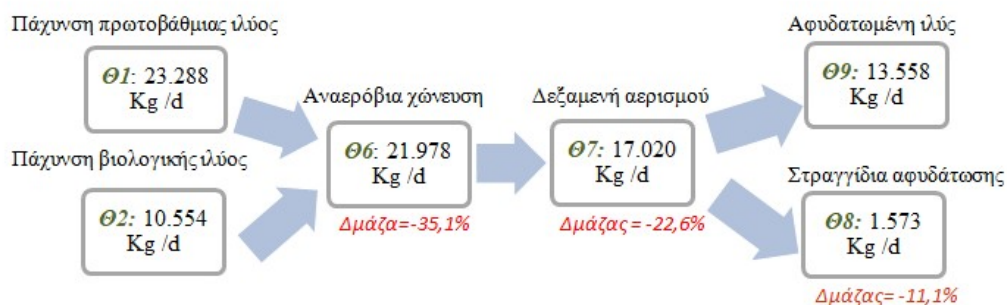 Πάχυνση πρωτοβάθμιας ιλύος
Θ1: 23.288
Kg /d
Πάχυνση βιολογικής ιλύος
Θ2: 10.554
Kg /d
Αναερόβια χώνευση
Θ6: 21.978
Kg /d
Δμάζα=-35,1%
Δεξαμενή αερισμού
Θ7: 17.020
Kg /d
Δμάζας = -22,6%
Αφυδατωμένη ιλύς
Θ9: 13.558
Kg /d
Στραγγίδια αφυδάτωσης
Θ8: 1.573
Kg /d
Δμάζας= -11,1%